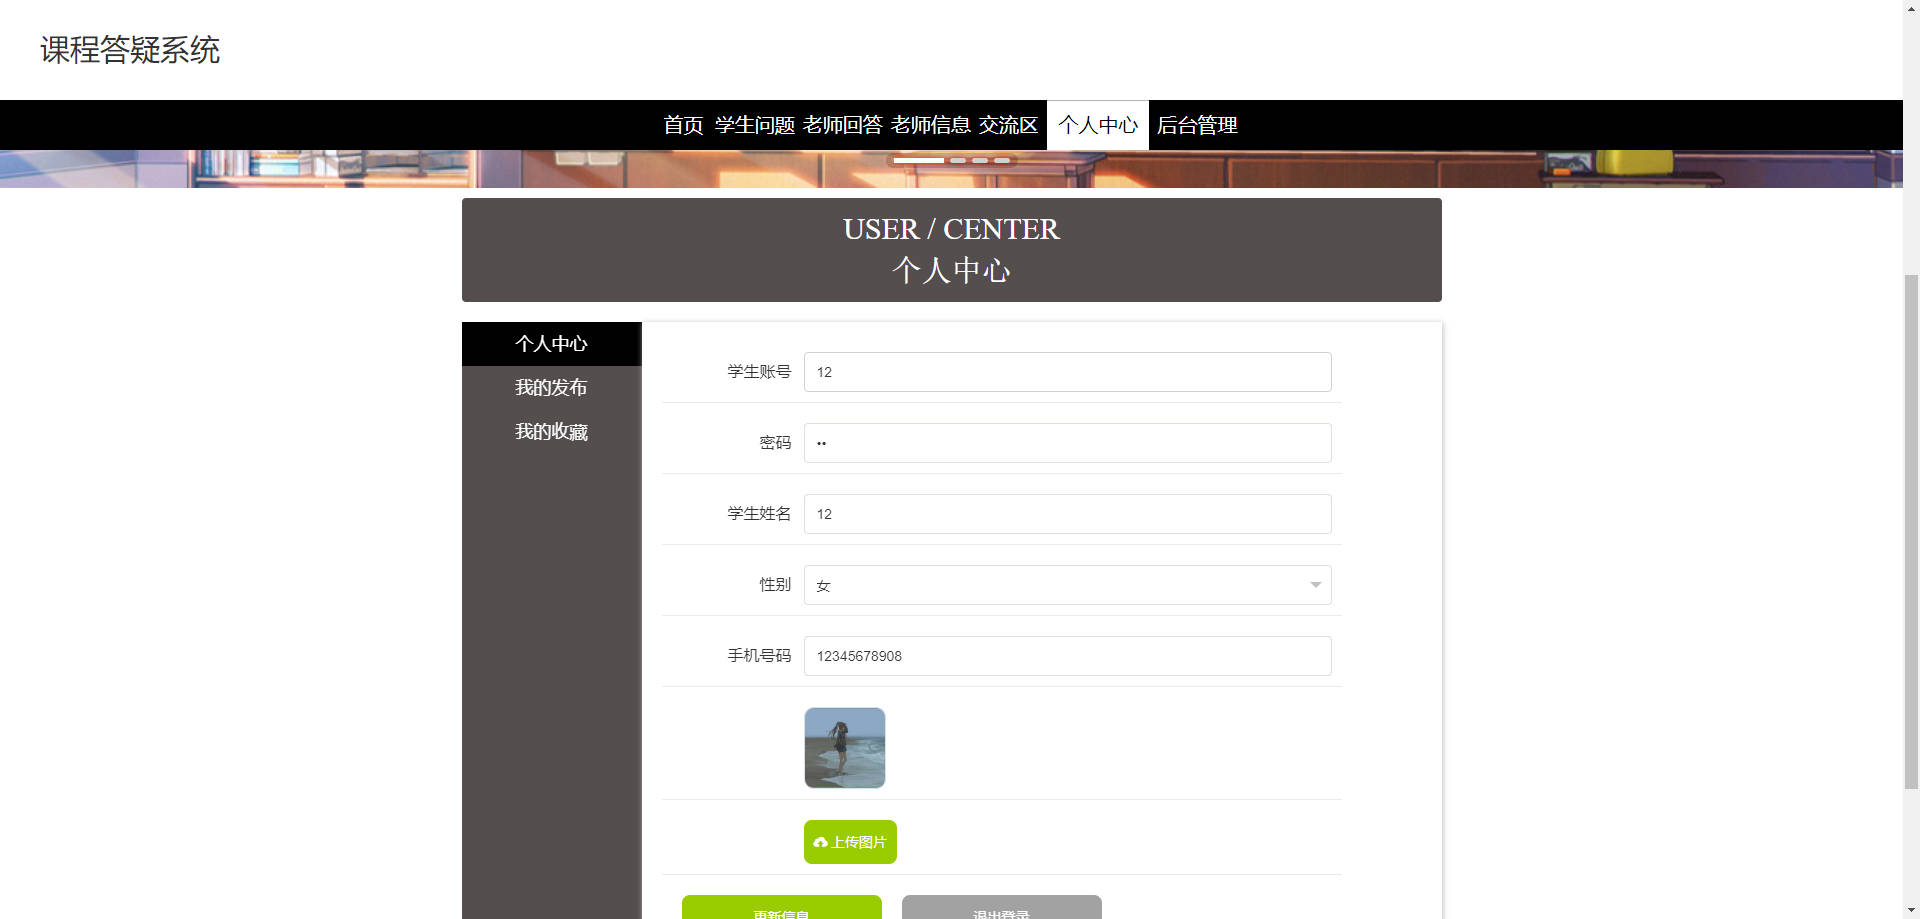 课程答疑系统
首页 学生问题 老师回答 老师信息 交流区 个人中心 后台管理
USER / CENTER
个人中心
个人中心
我的发布
我的收藏
学生账号 12
密码 ••
学生姓名 12
性别 女
手机号码 12345678908
上传图片
更新信息 退出登录